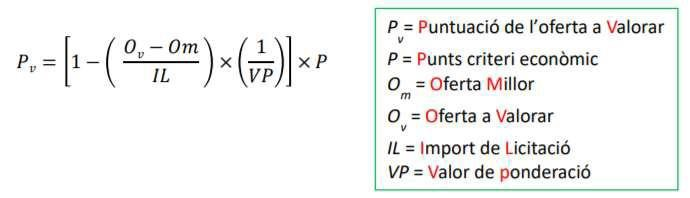 P_v = [1 − ( (O_v − Om) / IL ) × ( 1 / VP )] × P
P_v = Puntuació de l’oferta a Valorar
P = Punts criteri econòmic
O_m = Oferta Millor
O_v = Oferta a Valorar
IL = Import de Licitació
VP = Valor de ponderació